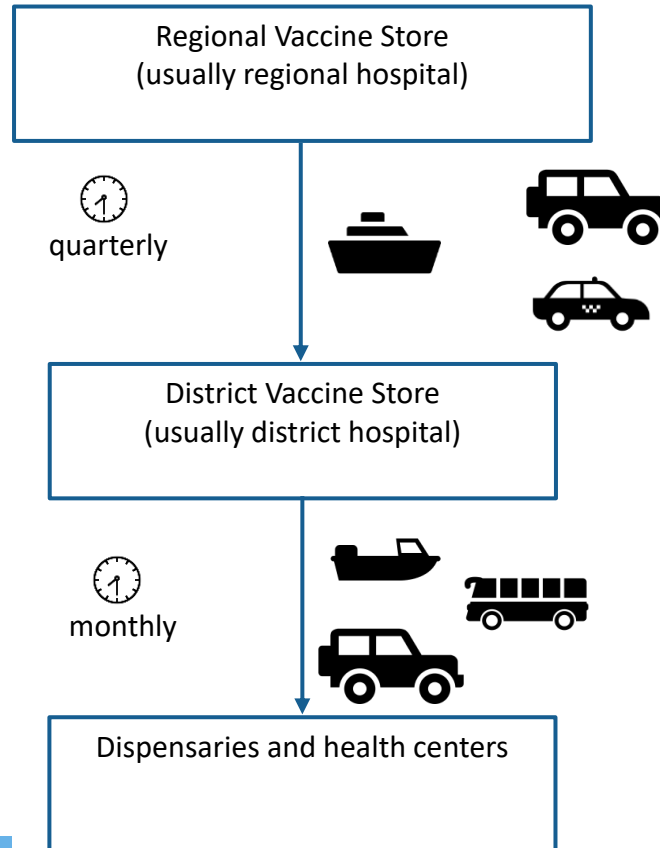 Regional Vaccine Store
(usually regional hospital)
quarterly
District Vaccine Store
(usually district hospital)
monthly
Dispensaries and health centers